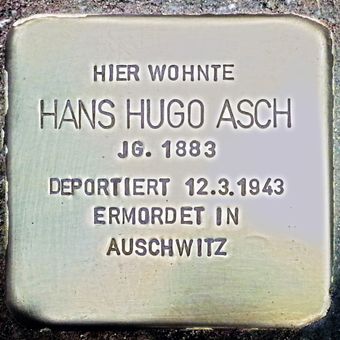 HIER WOHNTE
HANS HUGO ASCH
JG. 1883
DEPORTIERT 12.3.1943
ERMORDET IN
AUSCHWITZ